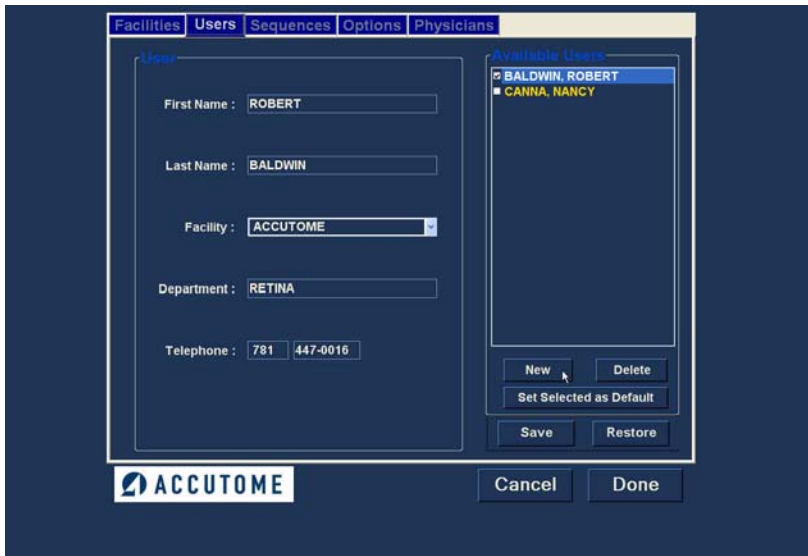 Facilities Users Sequences Options Physicians
User
First Name : ROBERT
Last Name : BALDWIN
Facility : ACCUTOME
Department : RETINA
Telephone : 781 447-0016
Available Users
BALDWIN, ROBERT
CANNA, NANCY
New Delete
Set Selected as Default
Save Restore
ACCUTOME
Cancel Done